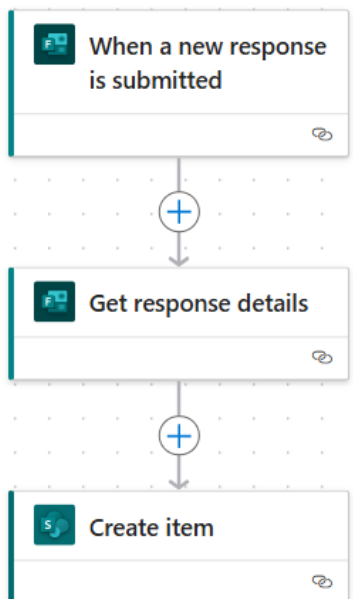 When a new response
is submitted
Get response details
Create item